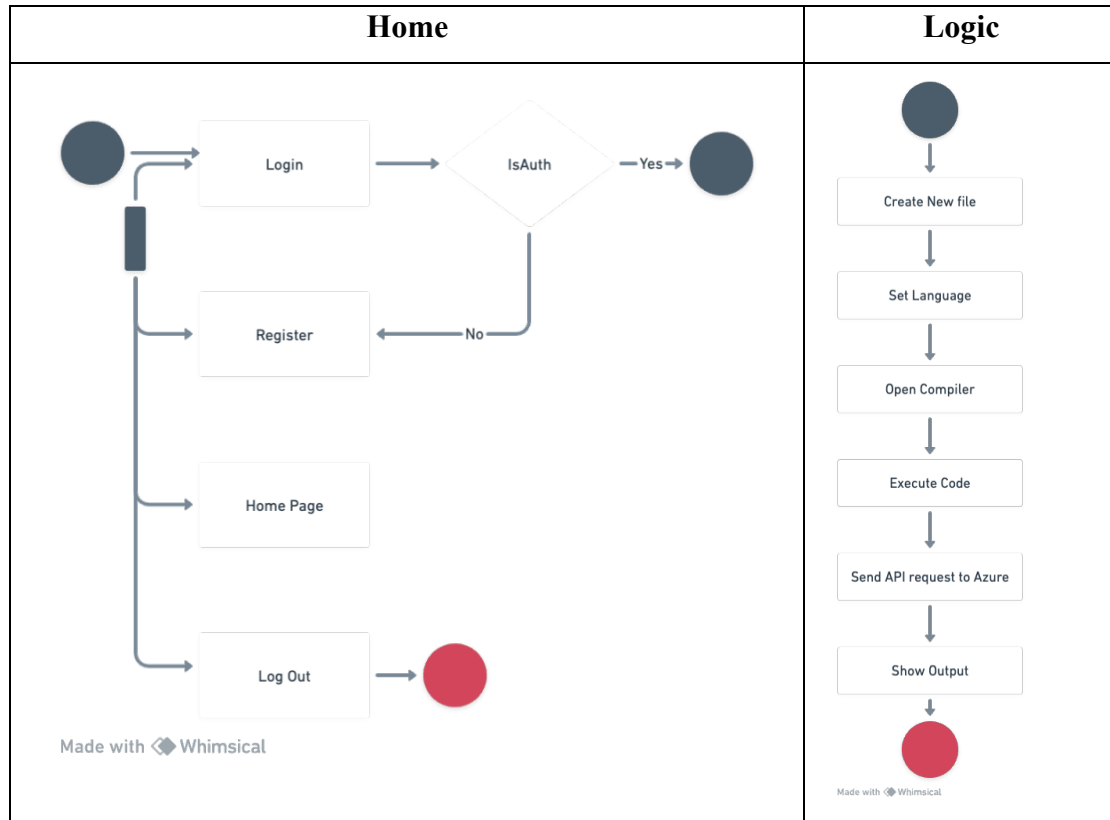 Home
Logic
Login
IsAuth
Yes
Register
No
Home Page
Log Out
Made with Whimsical
Create New file
Set Language
Open Compiler
Execute Code
Send API request to Azure
Show Output
Made with Whimsical